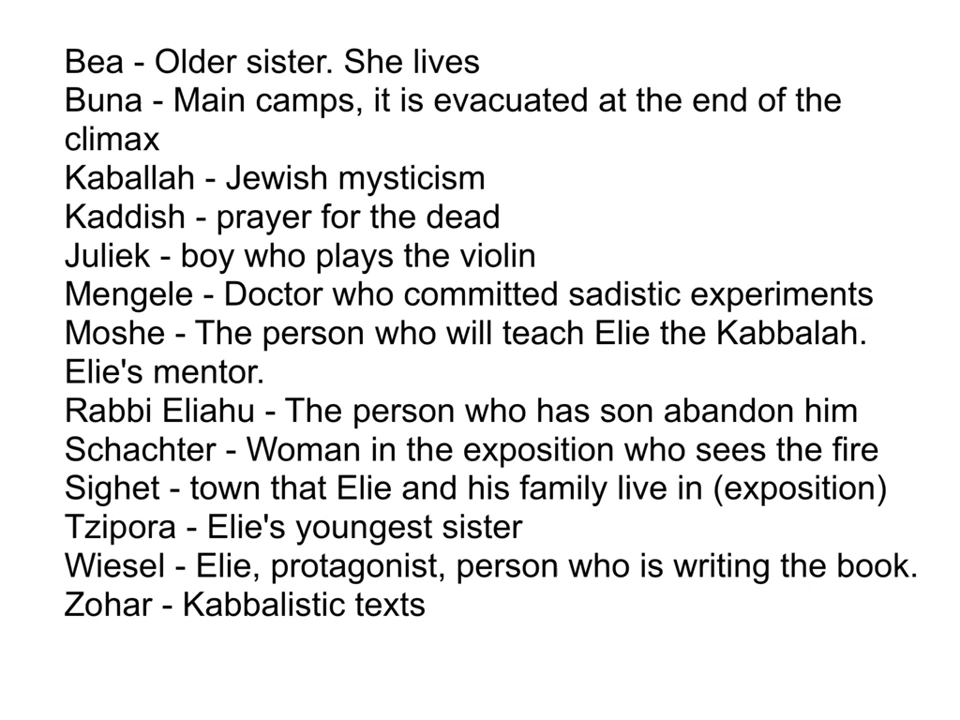 Bea - Older sister. She lives
Buna - Main camps, it is evacuated at the end of the
climax
Kaballah - Jewish mysticism
Kaddish - prayer for the dead
Juliek - boy who plays the violin
Mengele - Doctor who committed sadistic experiments
Moshe - The person who will teach Elie the Kabbalah.
Elie's mentor.
Rabbi Eliahu - The person who has son abandon him
Schachter - Woman in the exposition who sees the fire
Sighet - town that Elie and his family live in (exposition)
Tzipora - Elie's youngest sister
Wiesel - Elie, protagonist, person who is writing the book.
Zohar - Kabbalistic texts